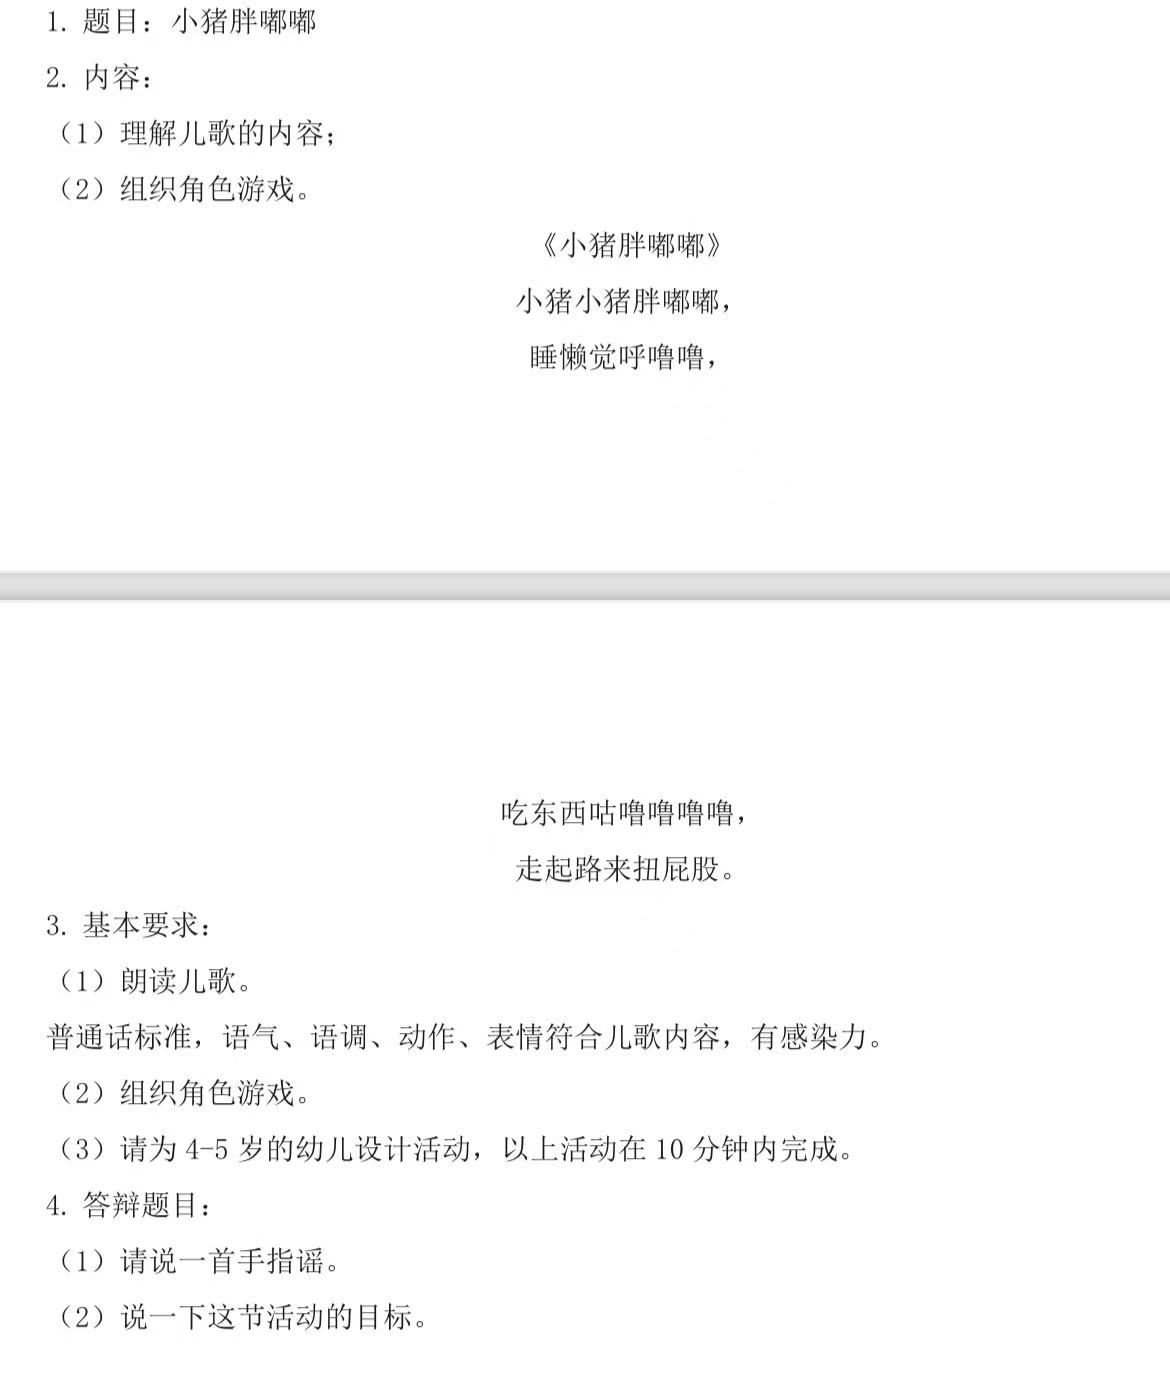 1. 题目：小猪胖嘟嘟
2. 内容：
（1）理解儿歌的内容；
（2）组织角色游戏。
《小猪胖嘟嘟》
小猪小猪胖嘟嘟，
睡懒觉呼噜噜，
吃东西咕噜噜噜噜，
走起路来扭屁股。
3. 基本要求：
（1）朗读儿歌。
普通话标准，语气、语调、动作、表情符合儿歌内容，有感染力。
（2）组织角色游戏。
（3）请为 4-5 岁的幼儿设计活动，以上活动在 10 分钟内完成。
4. 答辩题目：
（1）请说一首手指谣。
（2）说一下这节活动的目标。